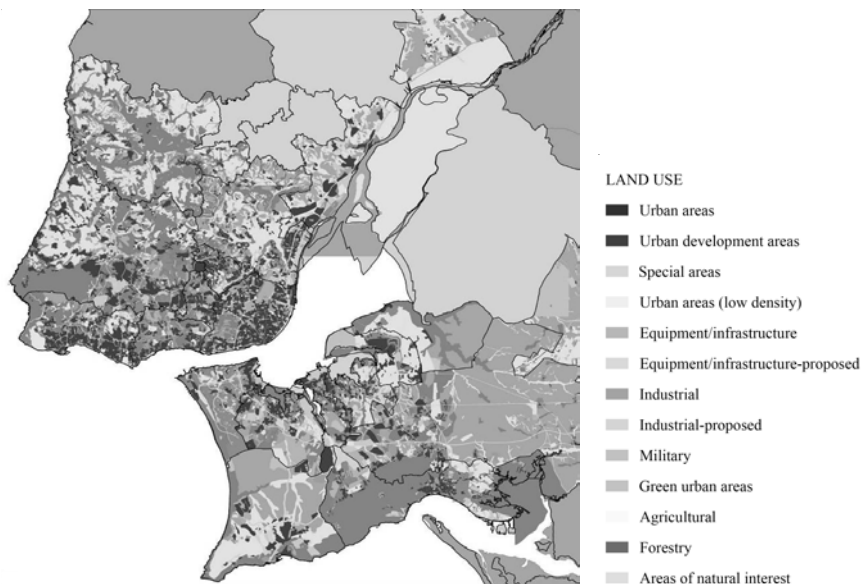 LAND USE
Urban areas
Urban development areas
Special areas
Urban areas (low density)
Equipment/infrastructure
Equipment/infrastructure-proposed
Industrial
Industrial-proposed
Military
Green urban areas
Agricultural
Forestry
Areas of natural interest